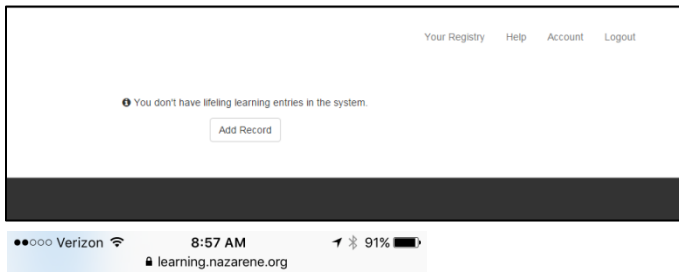 Your Registry Help Account Logout
You don't have lifeling learning entries in the system.
Add Record
Verizon 8:57 AM 91%
learning.nazarene.org